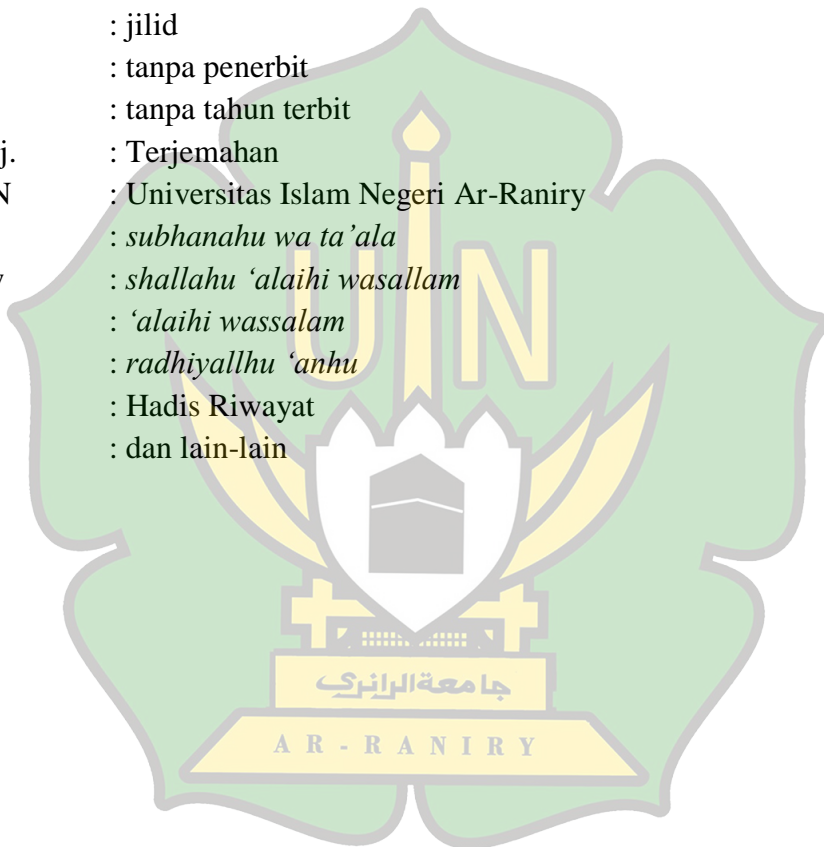 : jilid
: tanpa penerbit
: tanpa tahun terbit
j. : Terjemahan
N : Universitas Islam Negeri Ar-Raniry
: subhanahu wa ta’ala
: shallahu ‘alaihi wasallam
: ‘alaihi wassalam
: radhiyallhu ‘anhu
: Hadis Riwayat
: dan lain-lain
UIN
جامعة الرانري
AR-RANIRY